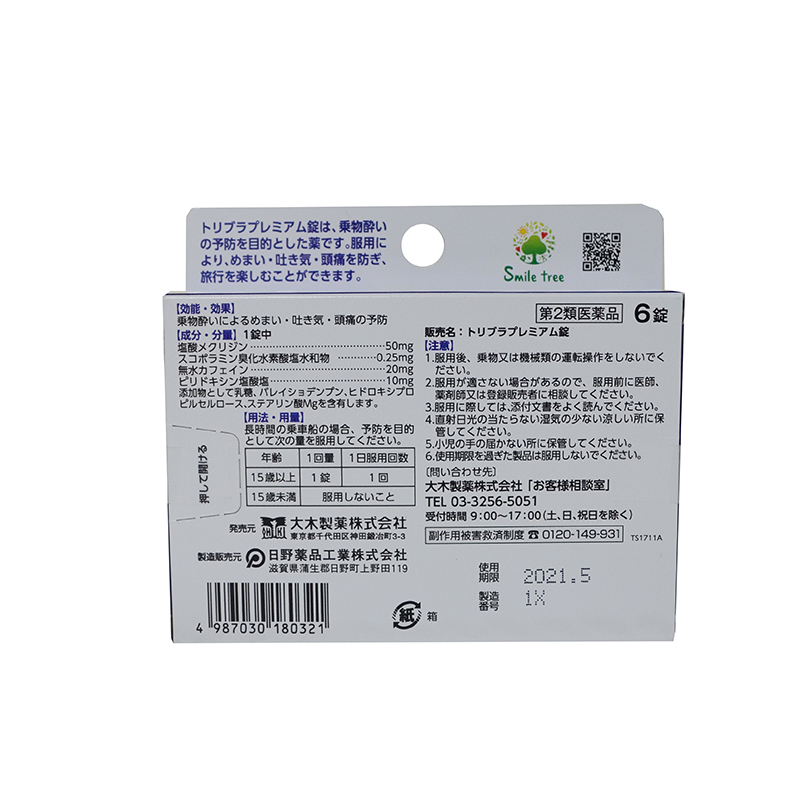 トリブラプレミアム錠は、乗物酔い
の予防を目的とした薬です。服用に
より、めまい・吐き気・頭痛を防ぎ、
旅行を楽しむことができます。
Smile tree
【効能・効果】
乗物酔いによるめまい・吐き気・頭痛の予防
【成分・分量】1錠中
塩酸メクリジン………………………50mg
スコポラミン臭化水素酸塩水和物…………0.25mg
無水カフェイン………………………20mg
ピリドキシン塩酸塩……………………10mg
添加物として乳糖、バレイショデンプン、ヒドロキシプロ
ピルセルロース、ステアリン酸Mgを含有します。
【用法・用量】
長時間の乗車船の場合、予防を目的
として次の量を服用してください。
年齢 1回量 1日服用回数
15歳以上 1錠 1回
15歳未満 服用しないこと
押して開ける
発売元 大木製薬株式会社
東京都千代田区神田鍛冶町3-3
製造販売元 日野薬品工業株式会社
滋賀県蒲生郡日野町上野田119
4 987030 180321
紙 箱
第2類医薬品 6錠
販売名：トリブラプレミアム錠
【注意】
1.服用後、乗物又は機械類の運転操作をしないでく
ださい。
2.服用が適さない場合があるので、服用前に医師、
薬剤師又は登録販売者に相談してください。
3.服用に際しては、添付文書をよく読んでください。
4.直射日光の当たらない湿気の少ない涼しい所に保
管してください。
5.小児の手の届かない所に保管してください。
6.使用期限を過ぎた製品は服用しないでください。
[問い合わせ先]
大木製薬株式会社「お客様相談室」
TEL 03-3256-5051
受付時間 9:00〜17:00(土、日、祝日を除く)
副作用被害救済制度 ☎0120-149-931 TS1711A
使用
期限 2021.5
製造
番号 1X